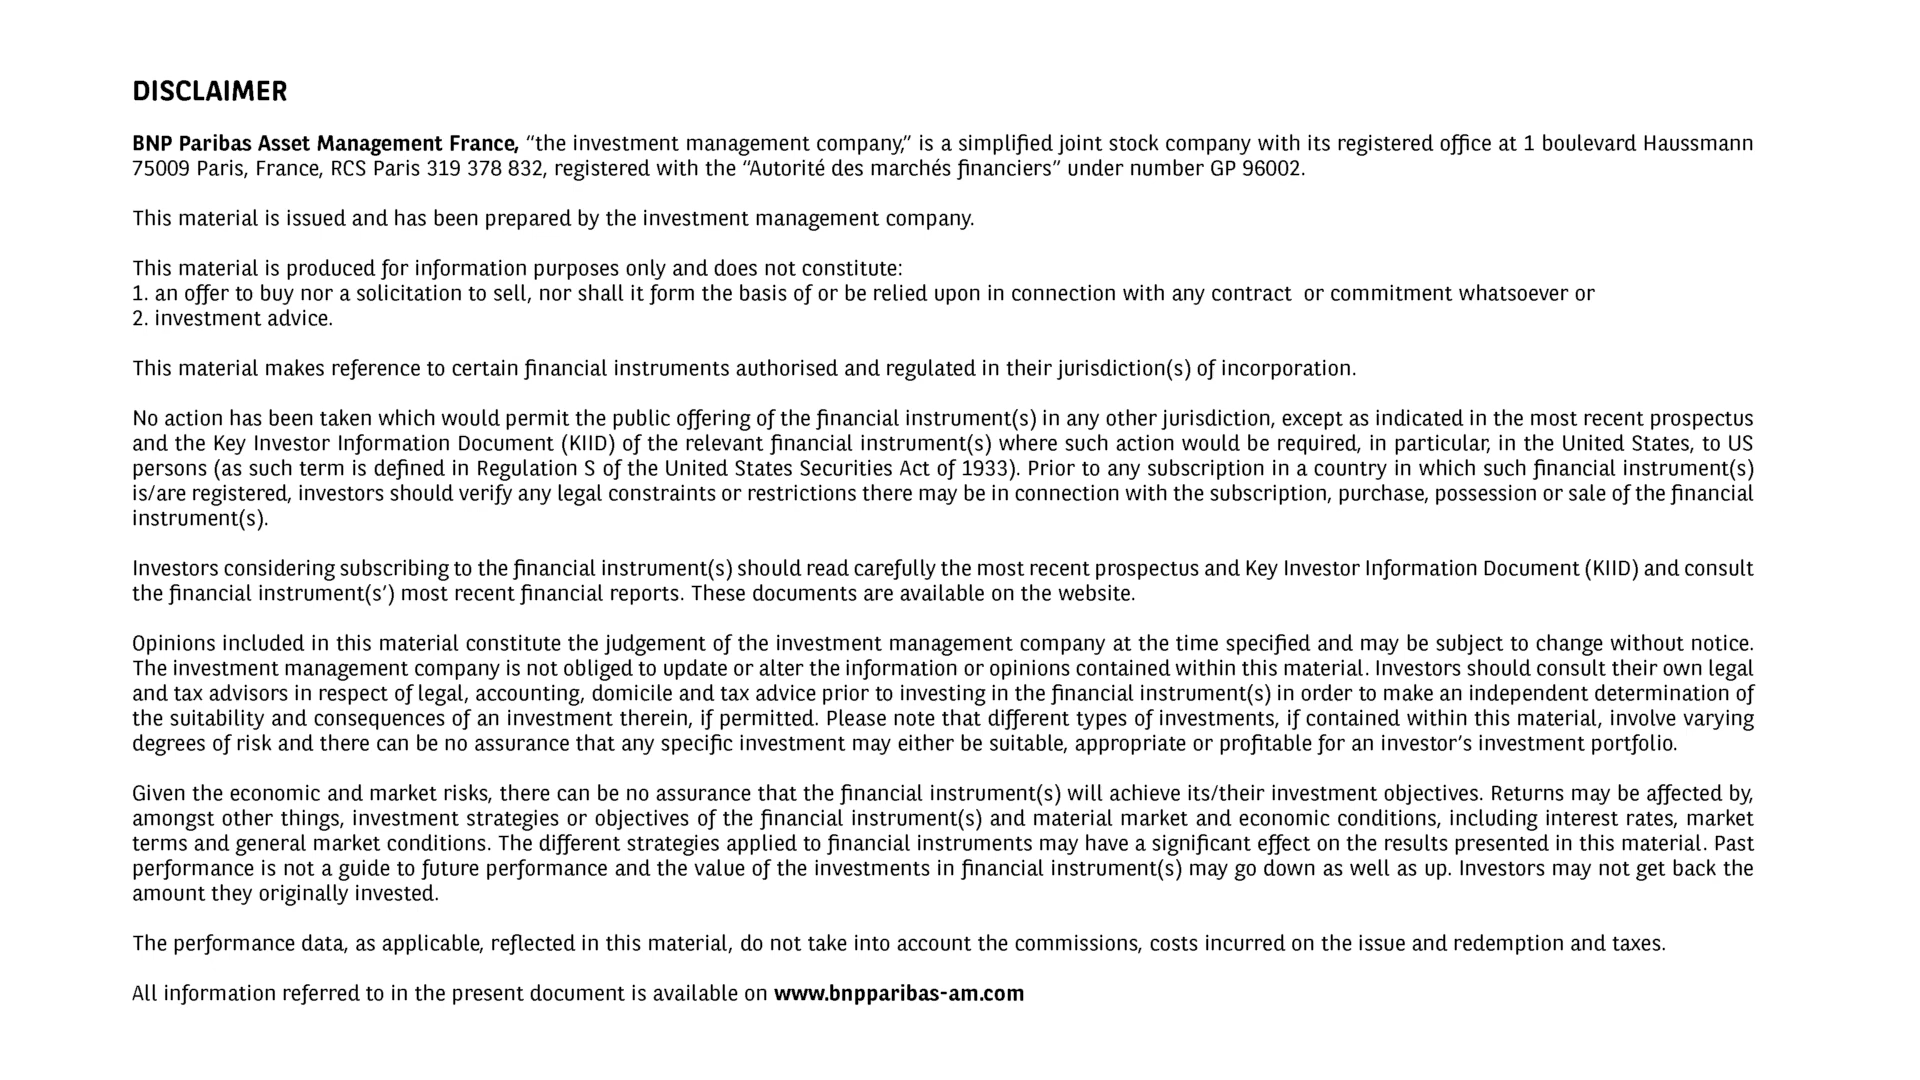 DISCLAIMER
BNP Paribas Asset Management France, “the investment management company,” is a simplified joint stock company with its registered office at 1 boulevard Haussmann
75009 Paris, France, RCS Paris 319 378 832, registered with the “Autorité des marchés financiers” under number GP 96002.
This material is issued and has been prepared by the investment management company.
This material is produced for information purposes only and does not constitute:
1. an offer to buy nor a solicitation to sell, nor shall it form the basis of or be relied upon in connection with any contract  or commitment whatsoever or
2. investment advice.
This material makes reference to certain financial instruments authorised and regulated in their jurisdiction(s) of incorporation.
No action has been taken which would permit the public offering of the financial instrument(s) in any other jurisdiction, except as indicated in the most recent prospectus
and the Key Investor Information Document (KIID) of the relevant financial instrument(s) where such action would be required, in particular, in the United States, to US
persons (as such term is defined in Regulation S of the United States Securities Act of 1933). Prior to any subscription in a country in which such financial instrument(s)
is/are registered, investors should verify any legal constraints or restrictions there may be in connection with the subscription, purchase, possession or sale of the financial
instrument(s).
Investors considering subscribing to the financial instrument(s) should read carefully the most recent prospectus and Key Investor Information Document (KIID) and consult
the financial instrument(s’) most recent financial reports. These documents are available on the website.
Opinions included in this material constitute the judgement of the investment management company at the time specified and may be subject to change without notice.
The investment management company is not obliged to update or alter the information or opinions contained within this material. Investors should consult their own legal
and tax advisors in respect of legal, accounting, domicile and tax advice prior to investing in the financial instrument(s) in order to make an independent determination of
the suitability and consequences of an investment therein, if permitted. Please note that different types of investments, if contained within this material, involve varying
degrees of risk and there can be no assurance that any specific investment may either be suitable, appropriate or profitable for an investor’s investment portfolio.
Given the economic and market risks, there can be no assurance that the financial instrument(s) will achieve its/their investment objectives. Returns may be affected by,
amongst other things, investment strategies or objectives of the financial instrument(s) and material market and economic conditions, including interest rates, market
terms and general market conditions. The different strategies applied to financial instruments may have a significant effect on the results presented in this material. Past
performance is not a guide to future performance and the value of the investments in financial instrument(s) may go down as well as up. Investors may not get back the
amount they originally invested.
The performance data, as applicable, reflected in this material, do not take into account the commissions, costs incurred on the issue and redemption and taxes.
All information referred to in the present document is available on www.bnpparibas-am.com